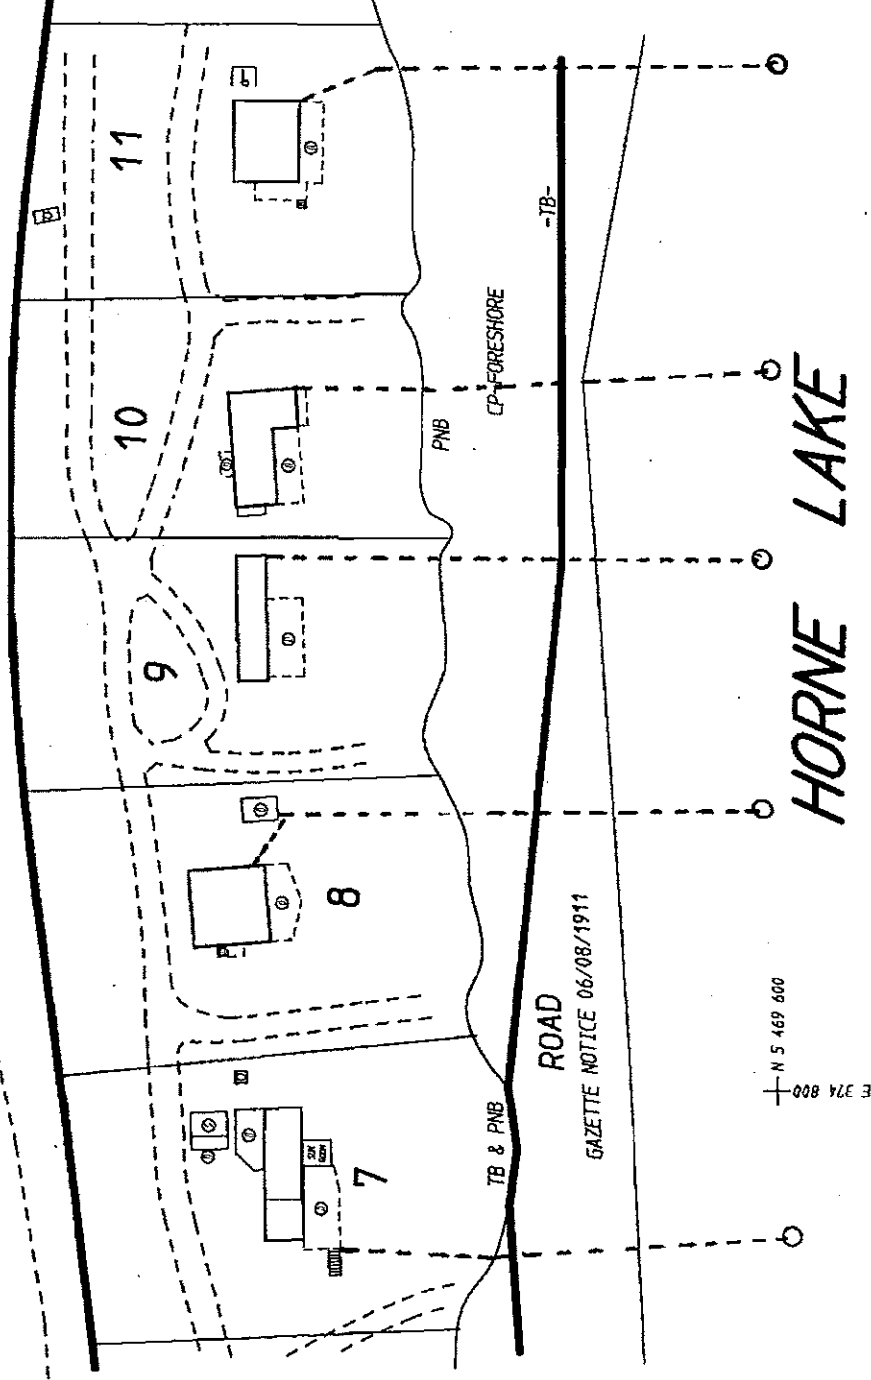 11
10
9
8
7
PNB
CP-FORESHORE
-TB-
TB & PNB
ROAD
GAZETTE NOTICE 06/08/1911
HORNE LAKE
N 5 469 600
E 374 800